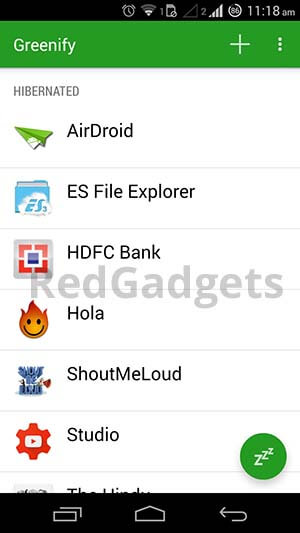 1 2 86 11:18 am
Greenify
HIBERNATED
AirDroid
ES File Explorer
HDFC Bank
RedGadgets
Hola
ShoutMeLoud
Studio
zzz
The Hindu